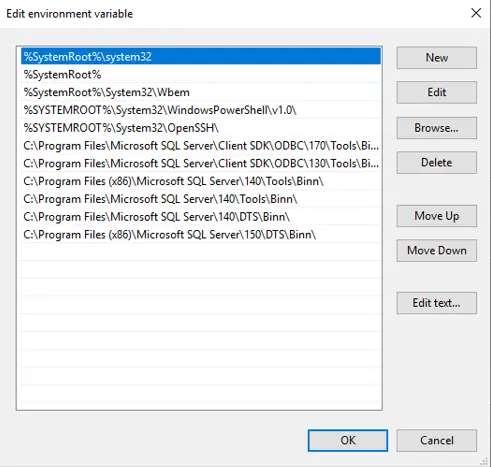 Edit environment variable
%SystemRoot%\system32
%SystemRoot%
%SystemRoot%\System32\Wbem
%SYSTEMROOT%\System32\WindowsPowerShell\v1.0\
%SYSTEMROOT%\System32\OpenSSH\
C:\Program Files\Microsoft SQL Server\Client SDK\ODBC\170\Tools\Bi...
C:\Program Files\Microsoft SQL Server\Client SDK\ODBC\130\Tools\Bi...
C:\Program Files (x86)\Microsoft SQL Server\140\Tools\Binn\
C:\Program Files\Microsoft SQL Server\140\Tools\Binn\
C:\Program Files\Microsoft SQL Server\140\DTS\Binn\
C:\Program Files (x86)\Microsoft SQL Server\150\DTS\Binn\
New
Edit
Browse...
Delete
Move Up
Move Down
Edit text...
OK
Cancel